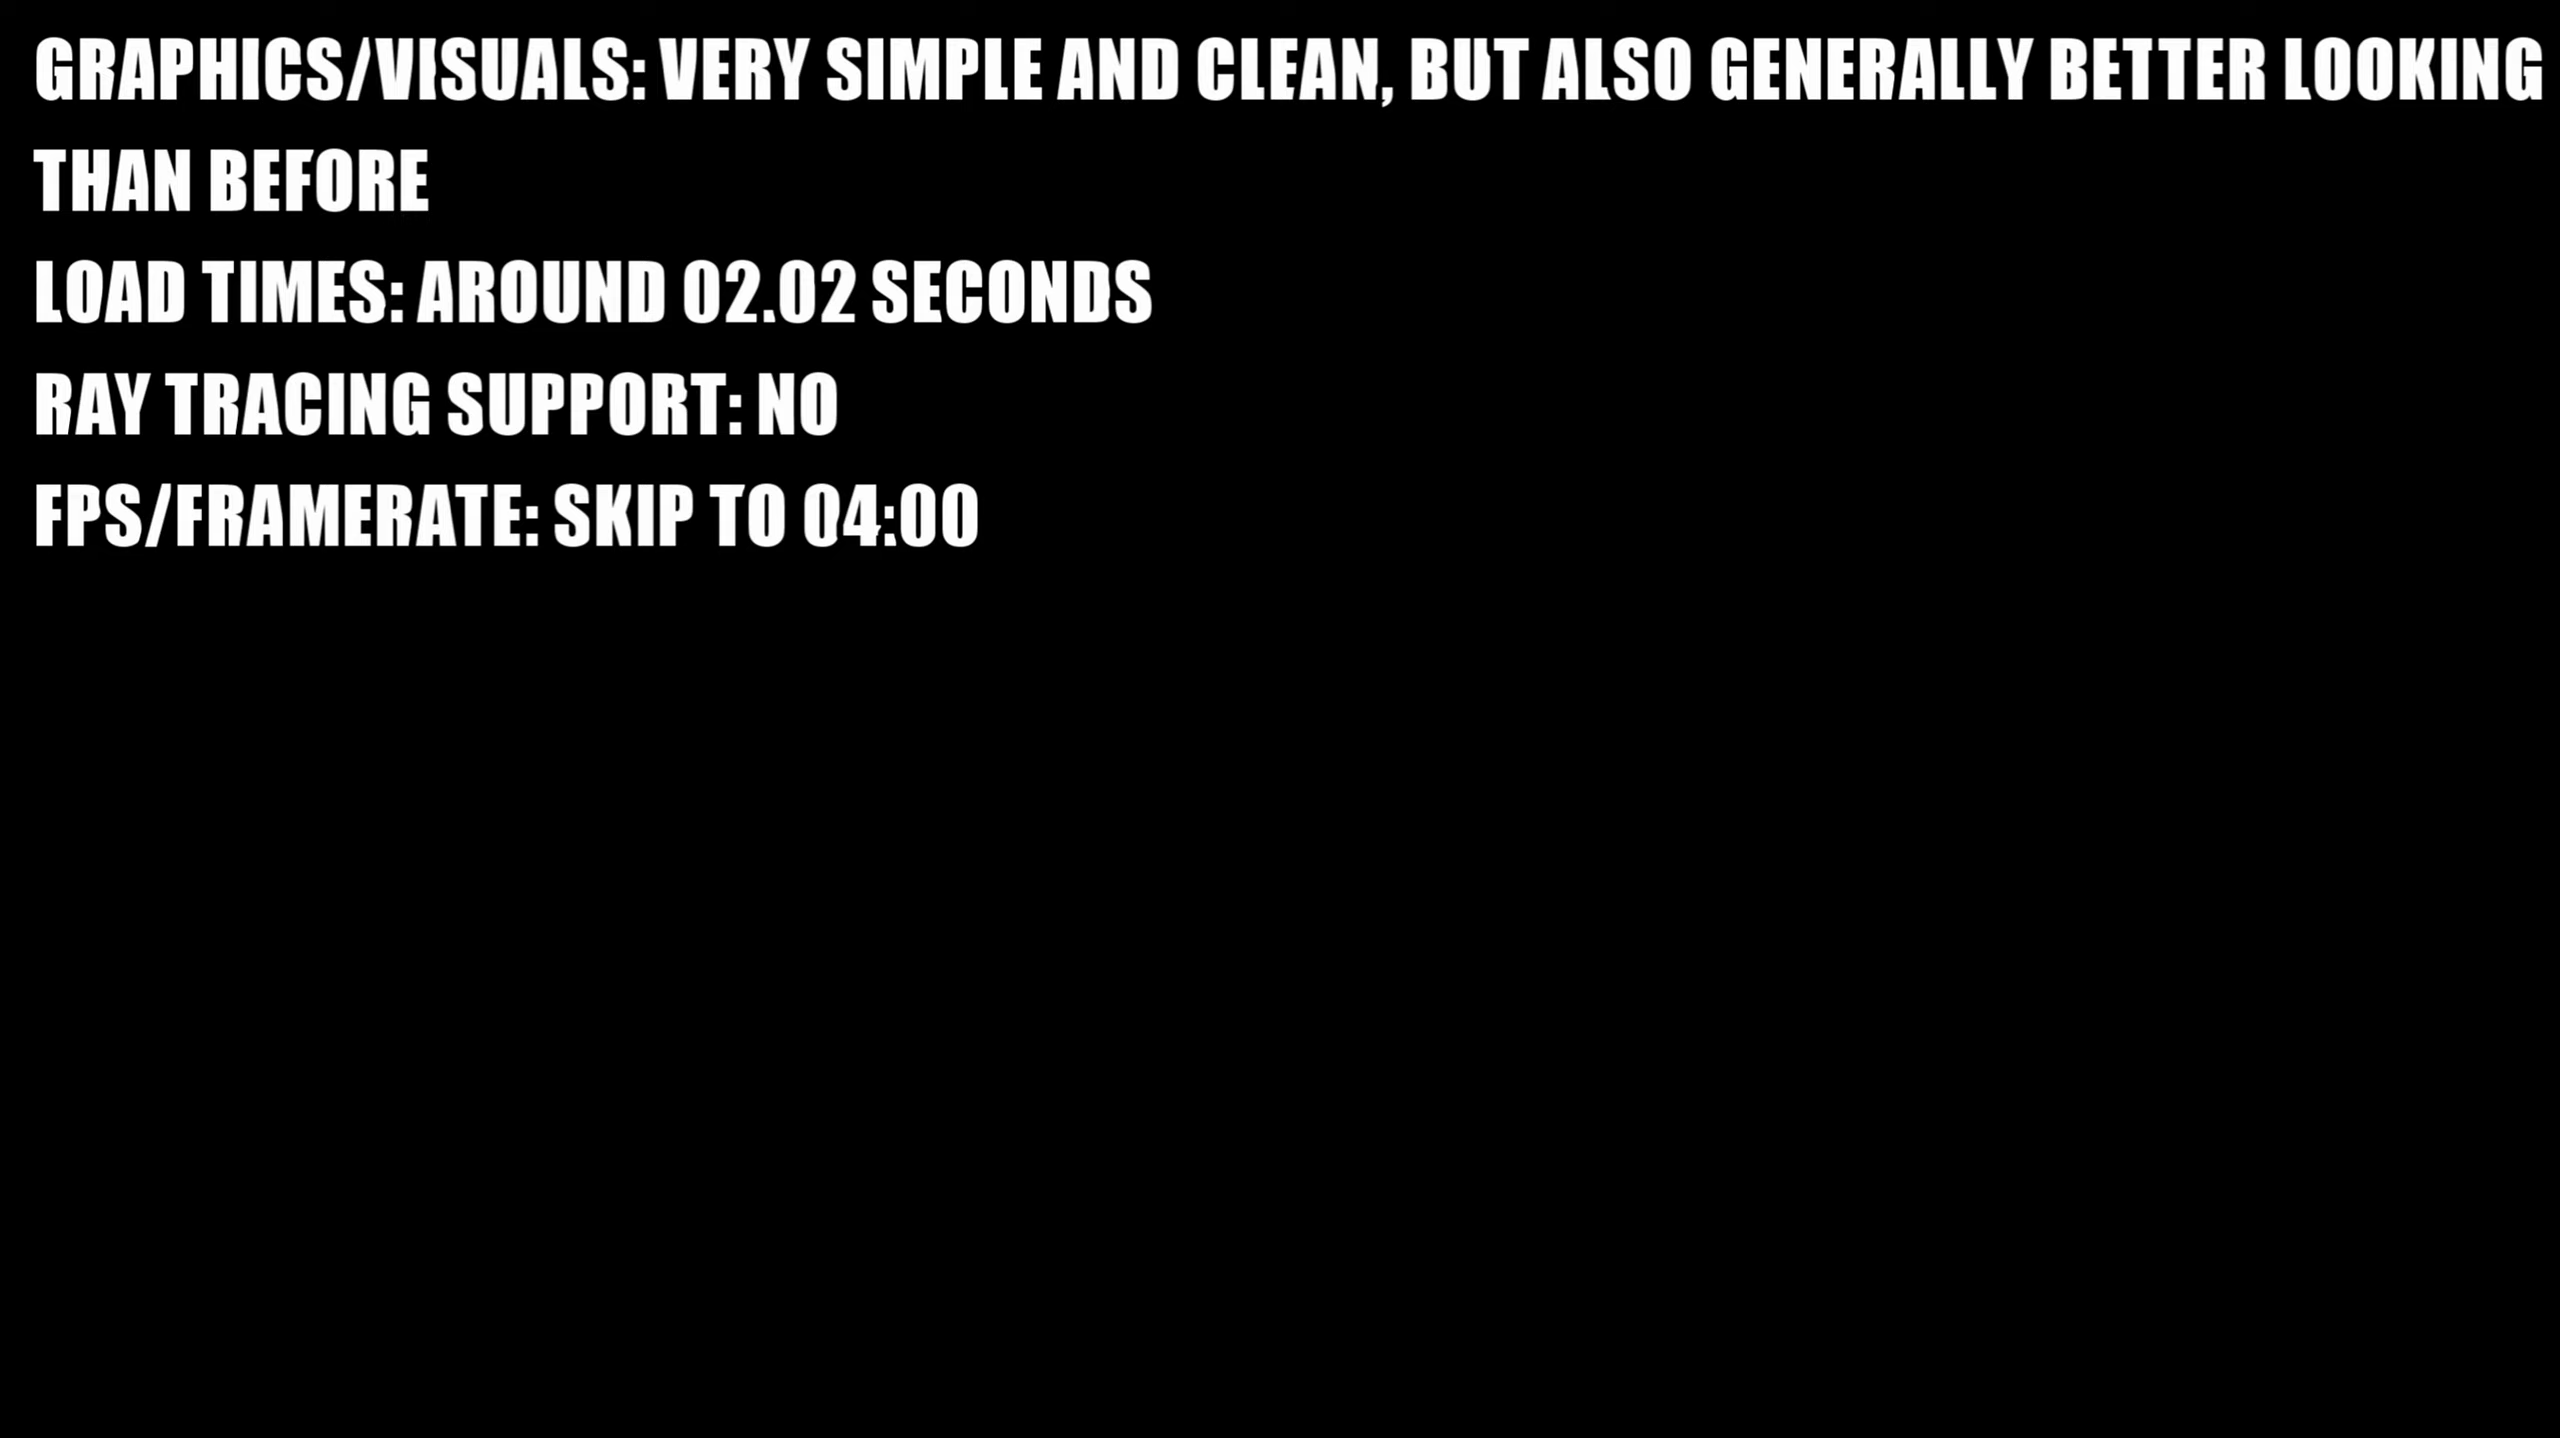 GRAPHICS/VISUALS: VERY SIMPLE AND CLEAN, BUT ALSO GENERALLY BETTER LOOKING
THAN BEFORE
LOAD TIMES: AROUND 02.02 SECONDS
RAY TRACING SUPPORT: NO
FPS/FRAMERATE: SKIP TO 04:00